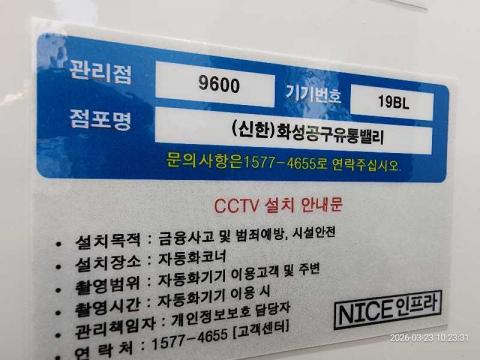 관리점 9600 기기번호 19BL
점포명 (신한)화성공구유통밸리
문의사항은1577-4655로 연락주십시오.
CCTV 설치 안내문
• 설치목적 : 금융사고 및 범죄예방, 시설안전
• 설치장소 : 자동화코너
• 촬영범위 : 자동화기기 이용고객 및 주변
• 촬영시간 : 자동화기기 이용 시
• 관리책임자 : 개인정보보호 담당자
• 연 락 처 : 1577-4655 [고객센터]
NICE인프라
2026-03-23 10:23:31